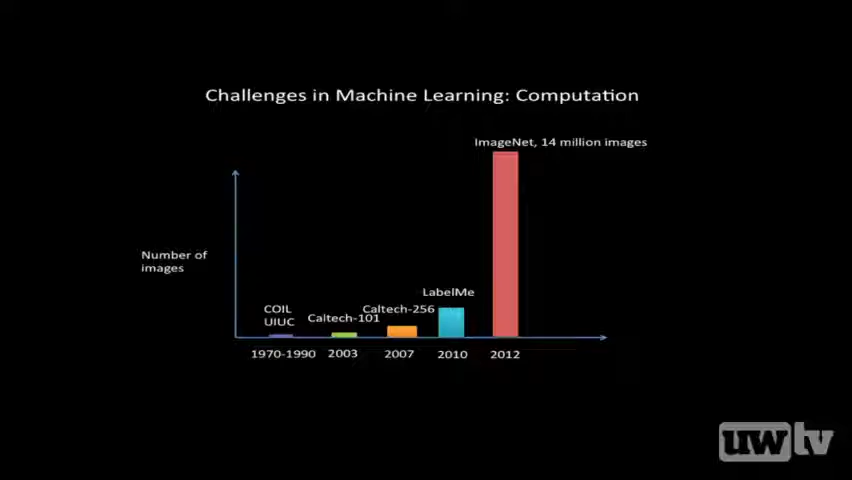 Challenges in Machine Learning: Computation
ImageNet, 14 million images
Number of
images
LabelMe
COIL
UIUC
Caltech-101
Caltech-256
1970-1990
2003
2007
2010
2012
uwtv